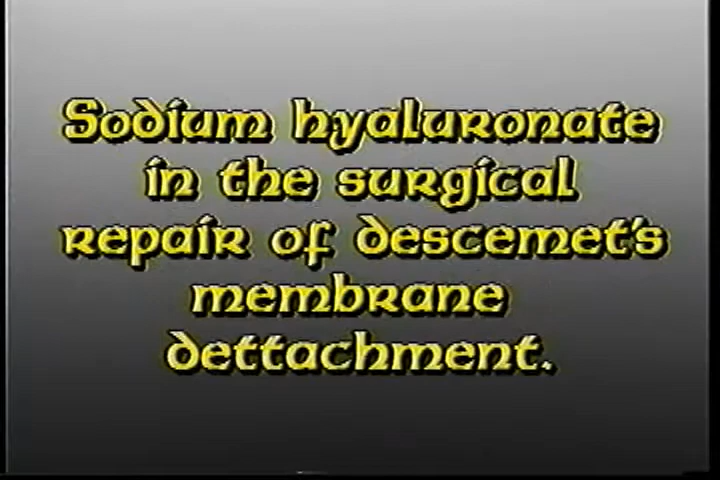 Sodium hyaluronate
in the surgical
repair of descemet's
membrane
dettachment.